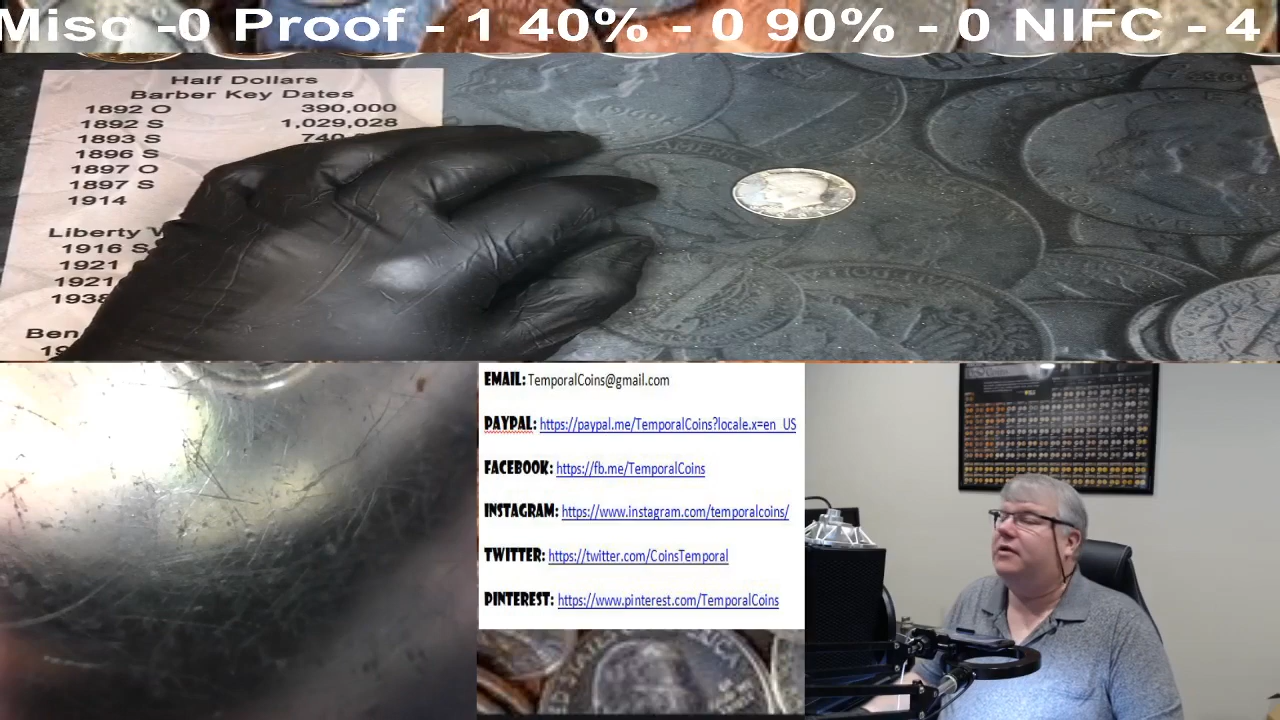 Misc -0 Proof - 1 40% - 0 90% - 0 NIFC - 4
Half Dollars
Barber Key Dates
1892 O 390,000
1892 S 1,029,028
1893 S 740
1896 S
1897 O
1897 S
1914
Liberty
1916 S
1921
1921
1938
Ben
EMAIL: TemporalCoins@gmail.com
PAYPAL: https://paypal.me/TemporalCoins?locale.x=en_US
FACEBOOK: https://fb.me/TemporalCoins
INSTAGRAM: https://www.instagram.com/temporalcoins/
TWITTER: https://twitter.com/CoinsTemporal
PINTEREST: https://www.pinterest.com/TemporalCoins